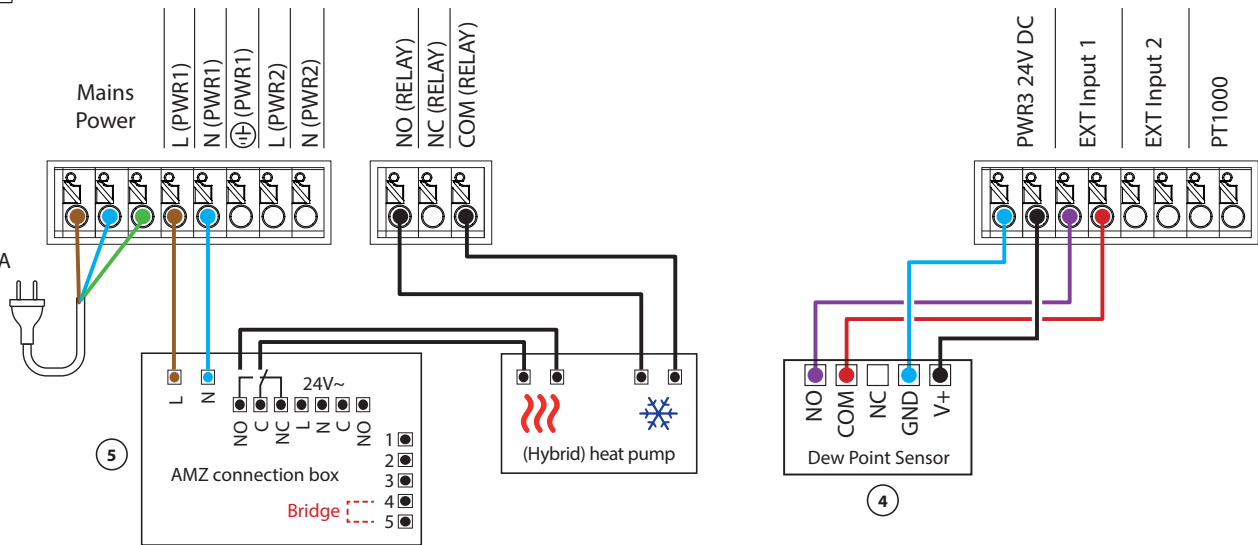 Mains
Power
L (PWR1)
N (PWR1)
(PWR1)
L (PWR2)
N (PWR2)
NO (RELAY)
NC (RELAY)
COM (RELAY)
PWR3 24V DC
EXT Input 1
EXT Input 2
PT1000
A
L
N
24V~
NO
C
NC
L
N
C
NO
1
2
3
4
5
AMZ connection box
Bridge
5
(Hybrid) heat pump
NO
COM
NC
GND
V+
Dew Point Sensor
4